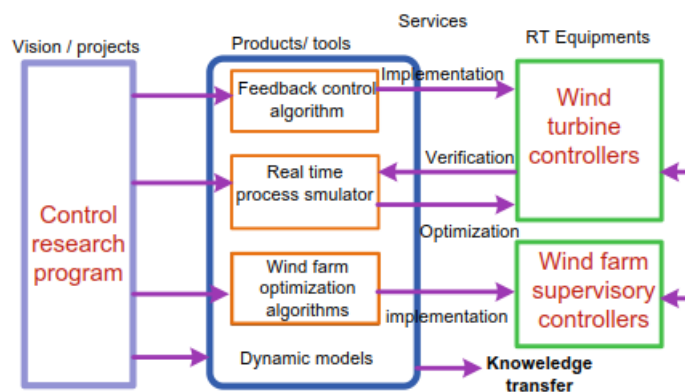 Services
Vision / projects
Products/ tools
RT Equipments
Implementation
Feedback control
algorithm
Wind
turbine
controllers
Verification
Real time
process smulator
Control
research
program
Optimization
Wind farm
optimization
algorithms
Wind farm
supervisory
controllers
implementation
Dynamic models
Knoweledge
transfer